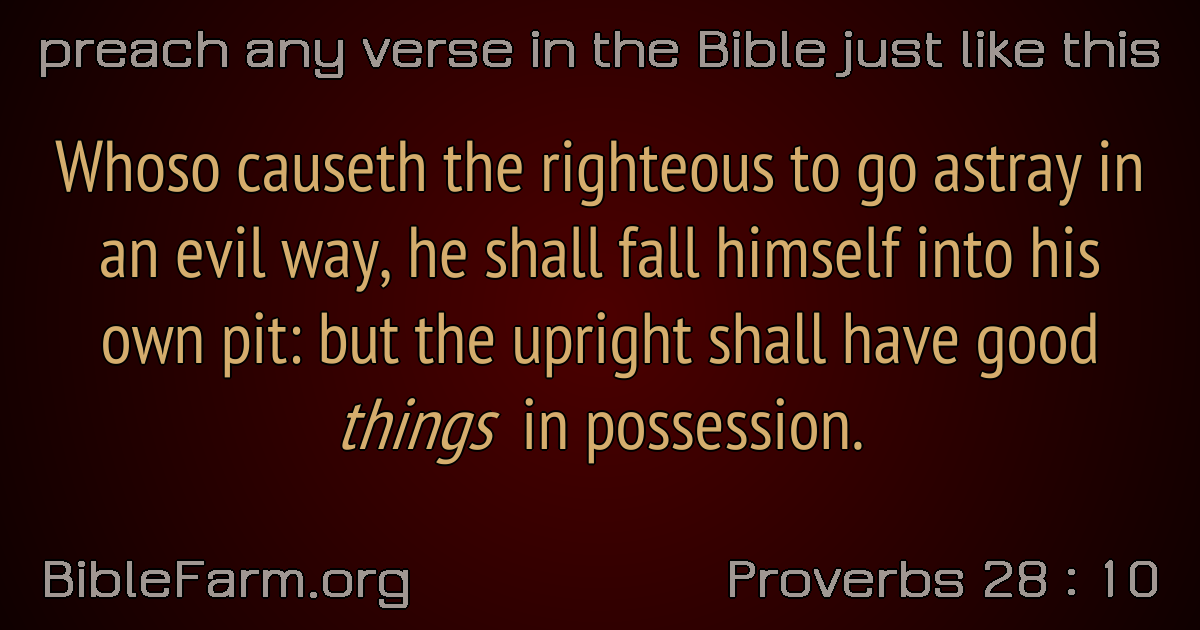 preach any verse in the Bible just like this
Whoso causeth the righteous to go astray in
an evil way, he shall fall himself into his
own pit: but the upright shall have good
things in possession.
BibleFarm.org
Proverbs 28 : 10